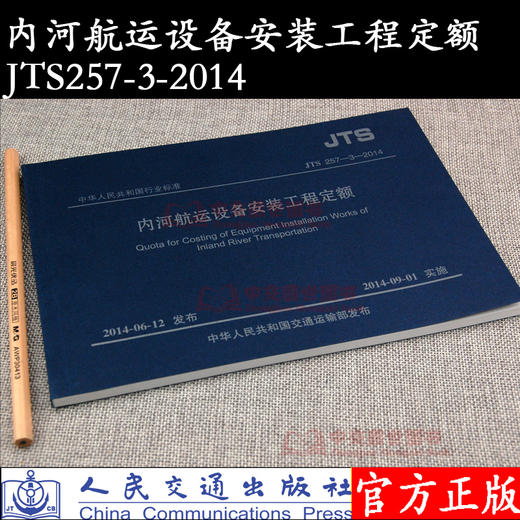 内河航运设备安装工程定额
JTS257-3-2014
JTS
JTS 257—3—2014
中华人民共和国行业标准
内河航运设备安装工程定额
Quota for Costing of Equipment Installation Works of
Inland River Transportation
2014-06-12 发布
2014-09-01 实施
中华人民共和国交通运输部发布
M&G
AWP30413
JT
CB
人民交通出版社
China Communications Press
官方正版